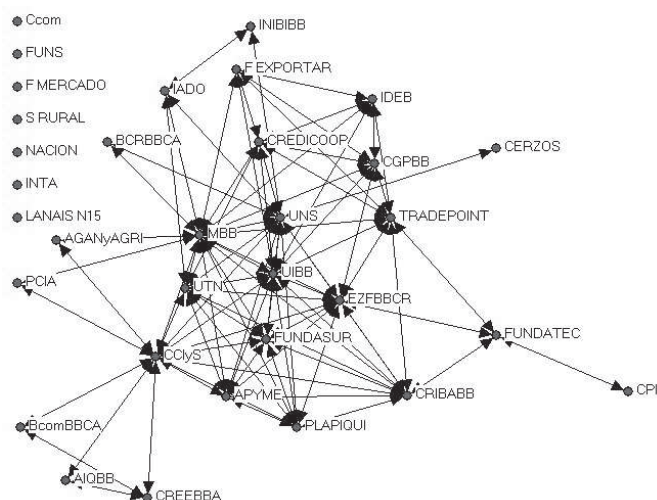 Ccom
INIBIBB
FUNS
F EXPORTAR
F MERCADO
IADO
IDEB
S RURAL
BCRBBCA
CREDICOOP
CERZOS
NACION
CGPBB
INTA
LANAIS N15
UNS
TRADEPOINT
AGANyAGRI
MBB
UIBB
PCIA
UTN
EZFBBCR
FUNDASUR
FUNDATEC
CClyS
APYME
CRIBABB
CPI
BcomBBCA
PLAPIQUI
AIQBB
CREEBBA